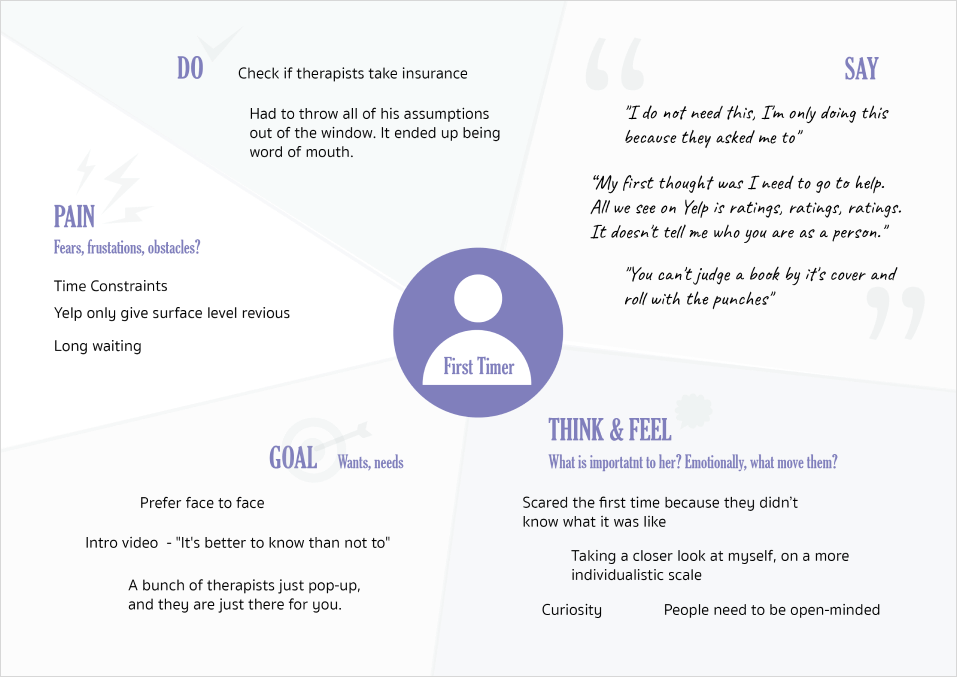 DO
Check if therapists take insurance
Had to throw all of his assumptions
out of the window. It ended up being
word of mouth.
SAY
"I do not need this, I'm only doing this
because they asked me to"
“My first thought was I need to go to help.
All we see on Yelp is ratings, ratings, ratings.
It doesn't tell me who you are as a person."
"You can't judge a book by it's cover and
roll with the punches"
PAIN
Fears, frustations, obstacles?
Time Constraints
Yelp only give surface level revious
Long waiting
First Timer
GOAL
Wants, needs
Prefer face to face
Intro video - "It's better to know than not to"
A bunch of therapists just pop-up,
and they are just there for you.
THINK & FEEL
What is importatnt to her? Emotionally, what move them?
Scared the first time because they didn’t
know what it was like
Taking a closer look at myself, on a more
individualistic scale
Curiosity
People need to be open-minded